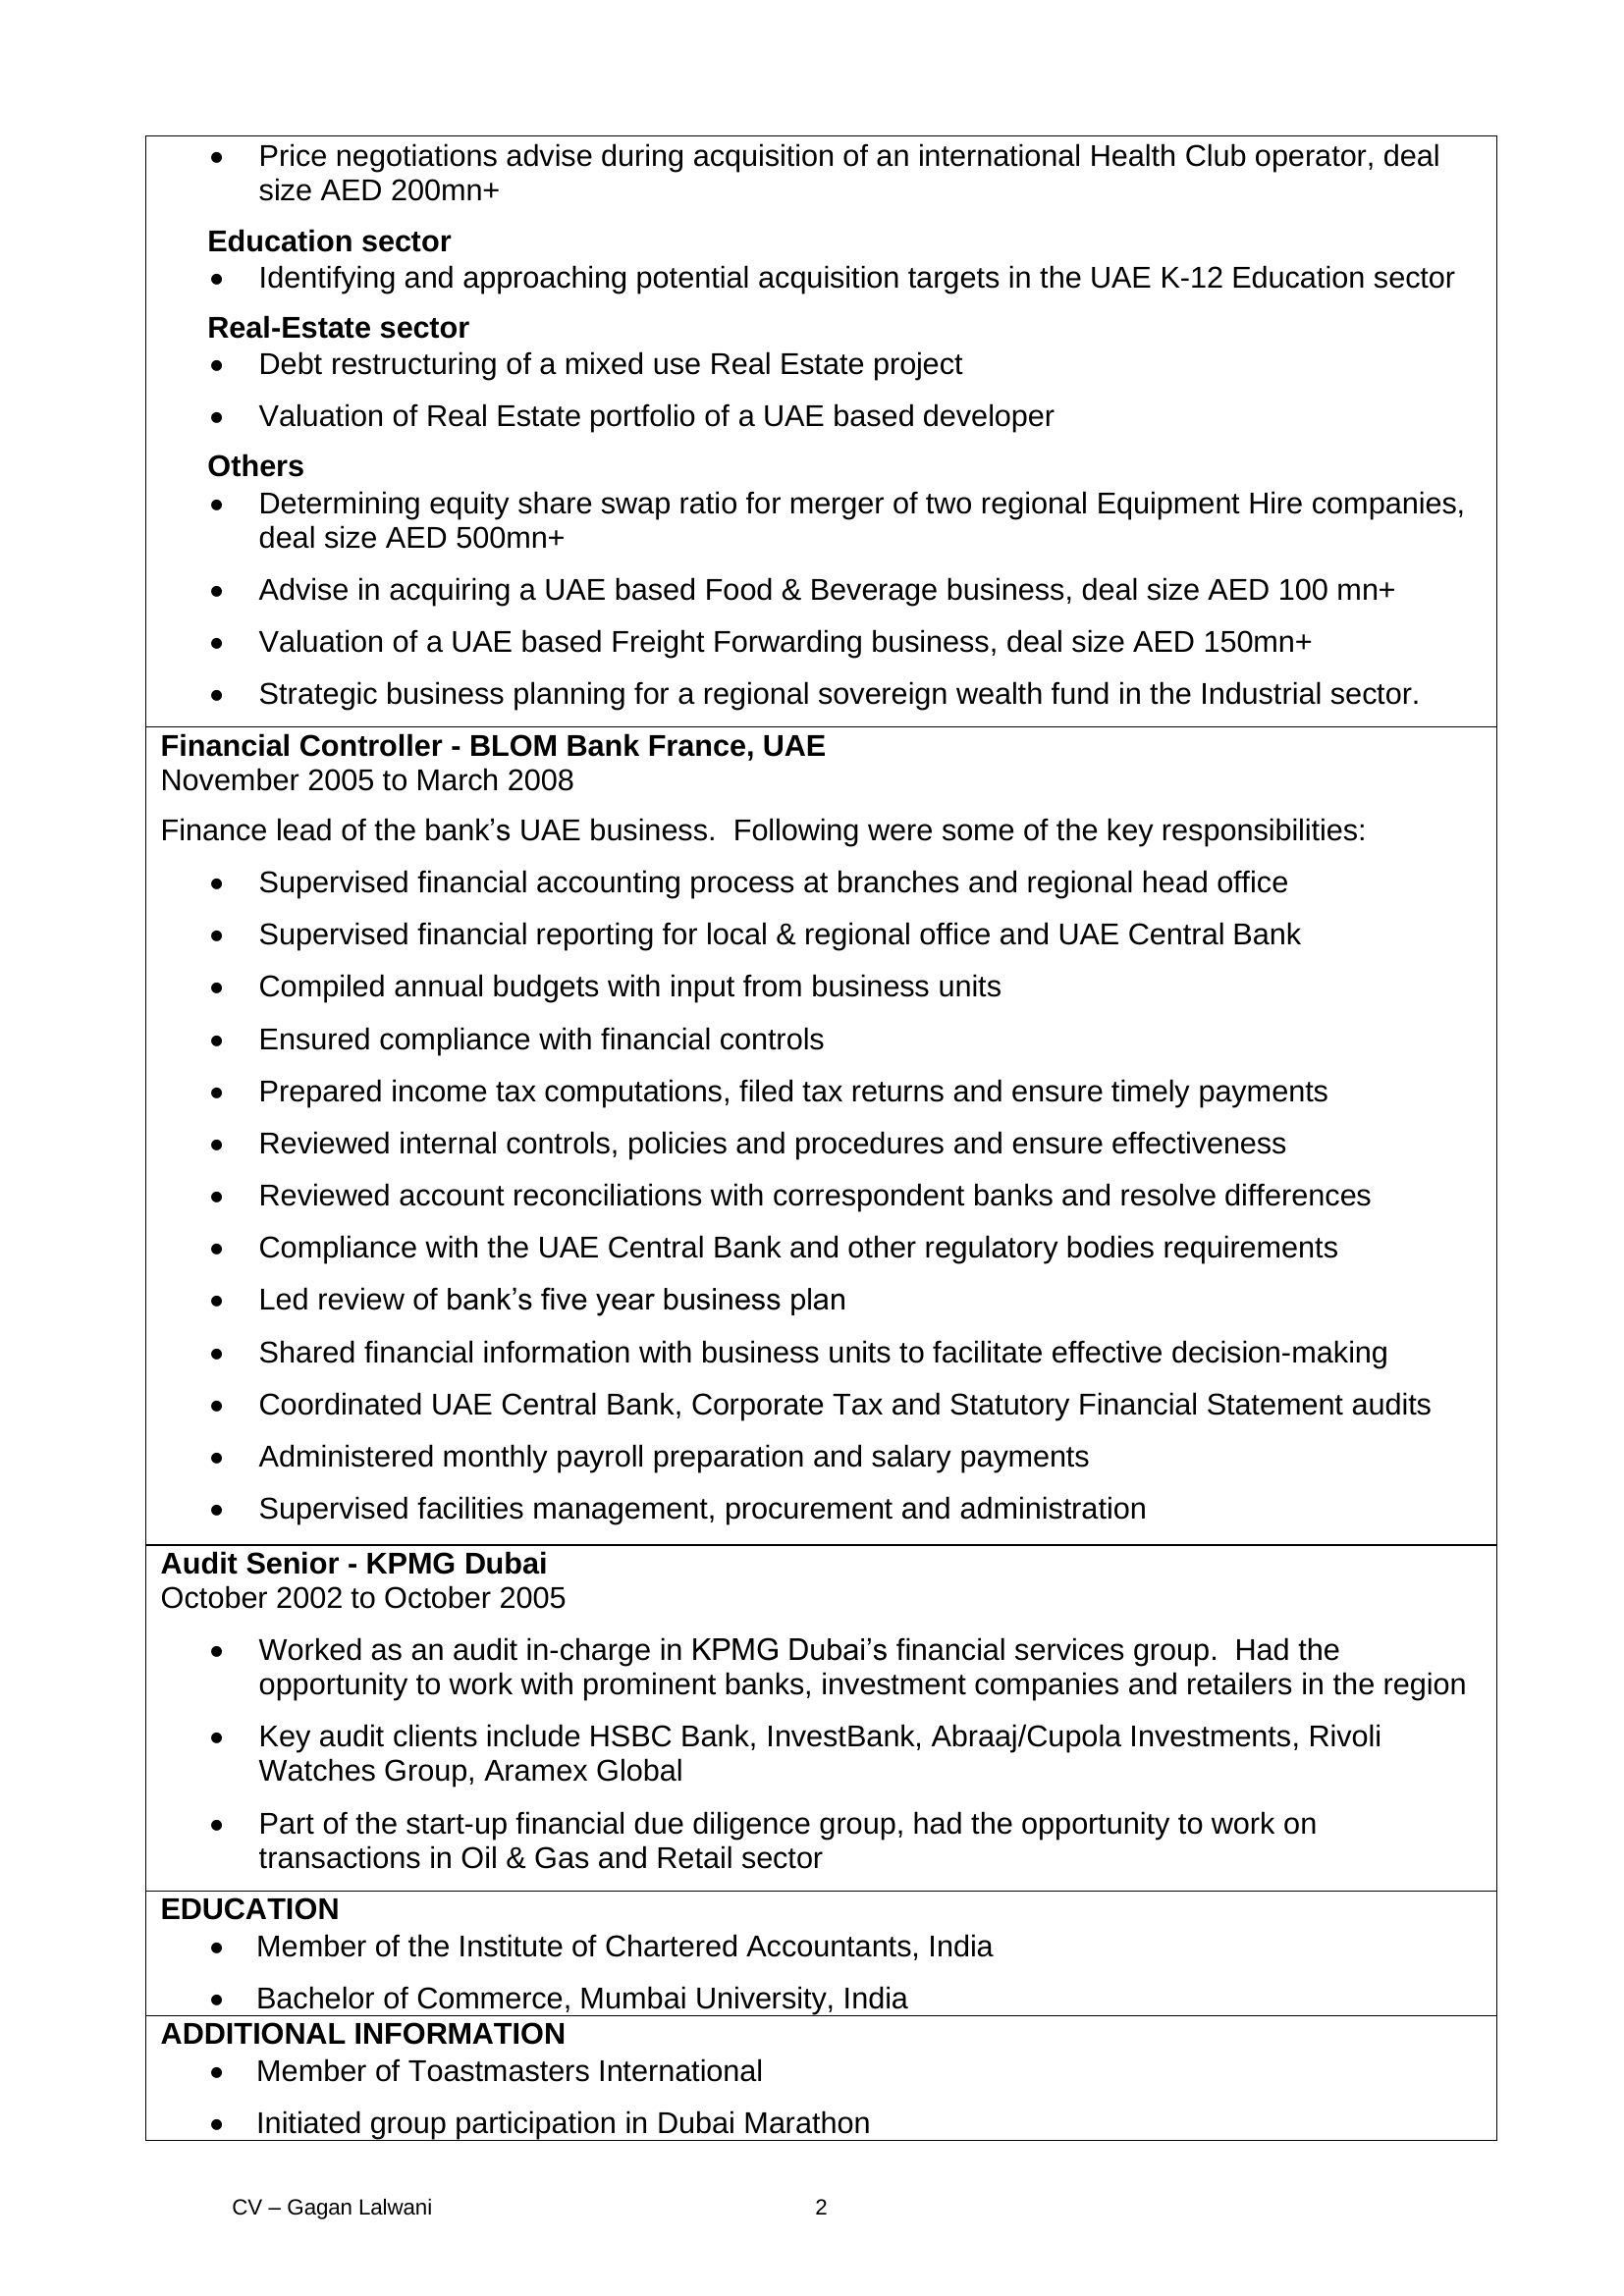 • Price negotiations advise during acquisition of an international Health Club operator, deal
size AED 200mn+
Education sector
• Identifying and approaching potential acquisition targets in the UAE K-12 Education sector
Real-Estate sector
• Debt restructuring of a mixed use Real Estate project
• Valuation of Real Estate portfolio of a UAE based developer
Others
• Determining equity share swap ratio for merger of two regional Equipment Hire companies,
deal size AED 500mn+
• Advise in acquiring a UAE based Food & Beverage business, deal size AED 100 mn+
• Valuation of a UAE based Freight Forwarding business, deal size AED 150mn+
• Strategic business planning for a regional sovereign wealth fund in the Industrial sector.
Financial Controller - BLOM Bank France, UAE
November 2005 to March 2008
Finance lead of the bank’s UAE business.  Following were some of the key responsibilities:
• Supervised financial accounting process at branches and regional head office
• Supervised financial reporting for local & regional office and UAE Central Bank
• Compiled annual budgets with input from business units
• Ensured compliance with financial controls
• Prepared income tax computations, filed tax returns and ensure timely payments
• Reviewed internal controls, policies and procedures and ensure effectiveness
• Reviewed account reconciliations with correspondent banks and resolve differences
• Compliance with the UAE Central Bank and other regulatory bodies requirements
• Led review of bank’s five year business plan
• Shared financial information with business units to facilitate effective decision-making
• Coordinated UAE Central Bank, Corporate Tax and Statutory Financial Statement audits
• Administered monthly payroll preparation and salary payments
• Supervised facilities management, procurement and administration
Audit Senior - KPMG Dubai
October 2002 to October 2005
• Worked as an audit in-charge in KPMG Dubai’s financial services group.  Had the
opportunity to work with prominent banks, investment companies and retailers in the region
• Key audit clients include HSBC Bank, InvestBank, Abraaj/Cupola Investments, Rivoli
Watches Group, Aramex Global
• Part of the start-up financial due diligence group, had the opportunity to work on
transactions in Oil & Gas and Retail sector
EDUCATION
• Member of the Institute of Chartered Accountants, India
• Bachelor of Commerce, Mumbai University, India
ADDITIONAL INFORMATION
• Member of Toastmasters International
• Initiated group participation in Dubai Marathon
CV – Gagan Lalwani 2